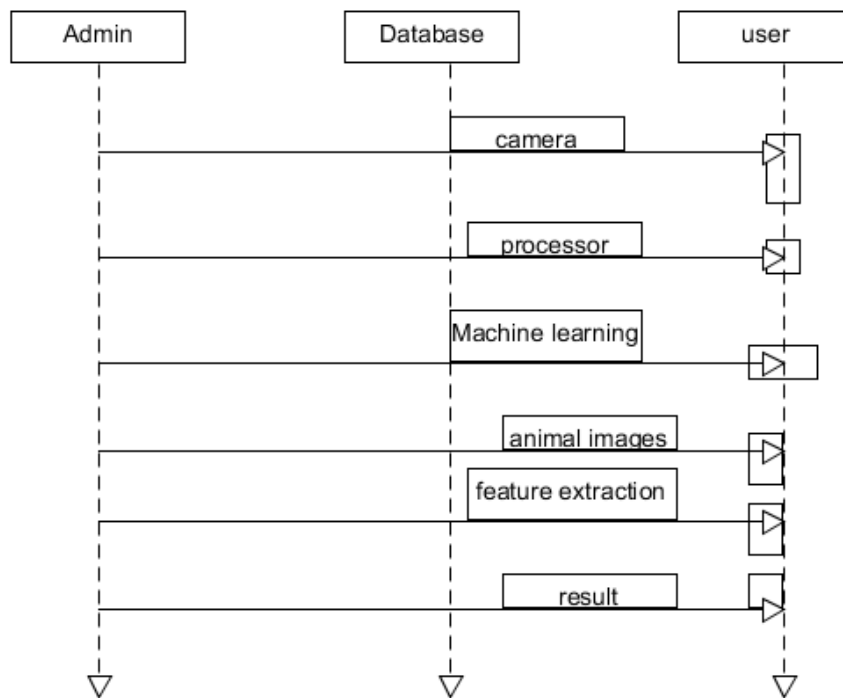 Admin
Database
user
camera
processor
Machine learning
animal images
feature extraction
result